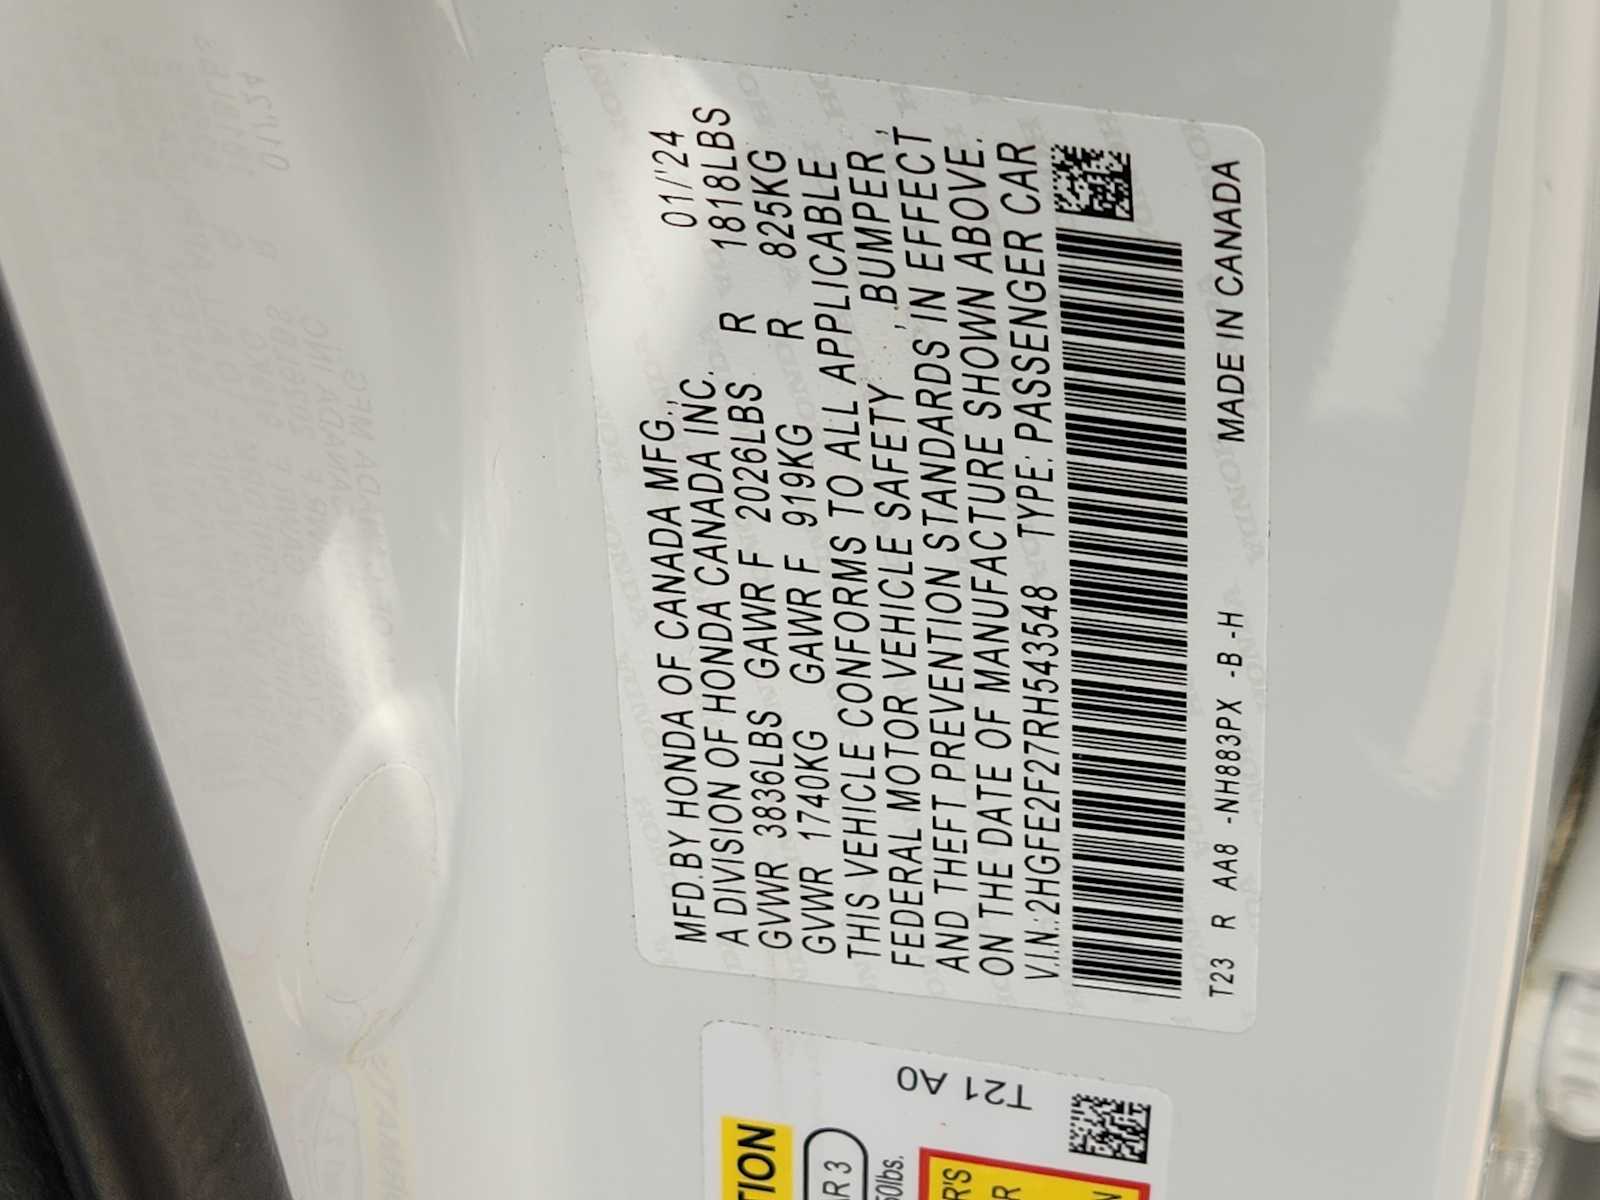 MFD.BY HONDA OF CANADA MFG., 01/'24
A DIVISION OF HONDA CANADA INC.
GVWR 3836LBS GAWR F 2026LBS R 1818LBS
GVWR 1740KG GAWR F 919KG R 825KG
THIS VEHICLE CONFORMS TO ALL APPLICABLE
FEDERAL MOTOR VEHICLE SAFETY , BUMPER ,
AND THEFT PREVENTION STANDARDS IN EFFECT
ON THE DATE OF MANUFACTURE SHOWN ABOVE.
V.I.N.:2HGFE2F27RH543548 TYPE: PASSENGER CAR
T23 R AA8 -NH883PX -B -H MADE IN CANADA
T21 A0